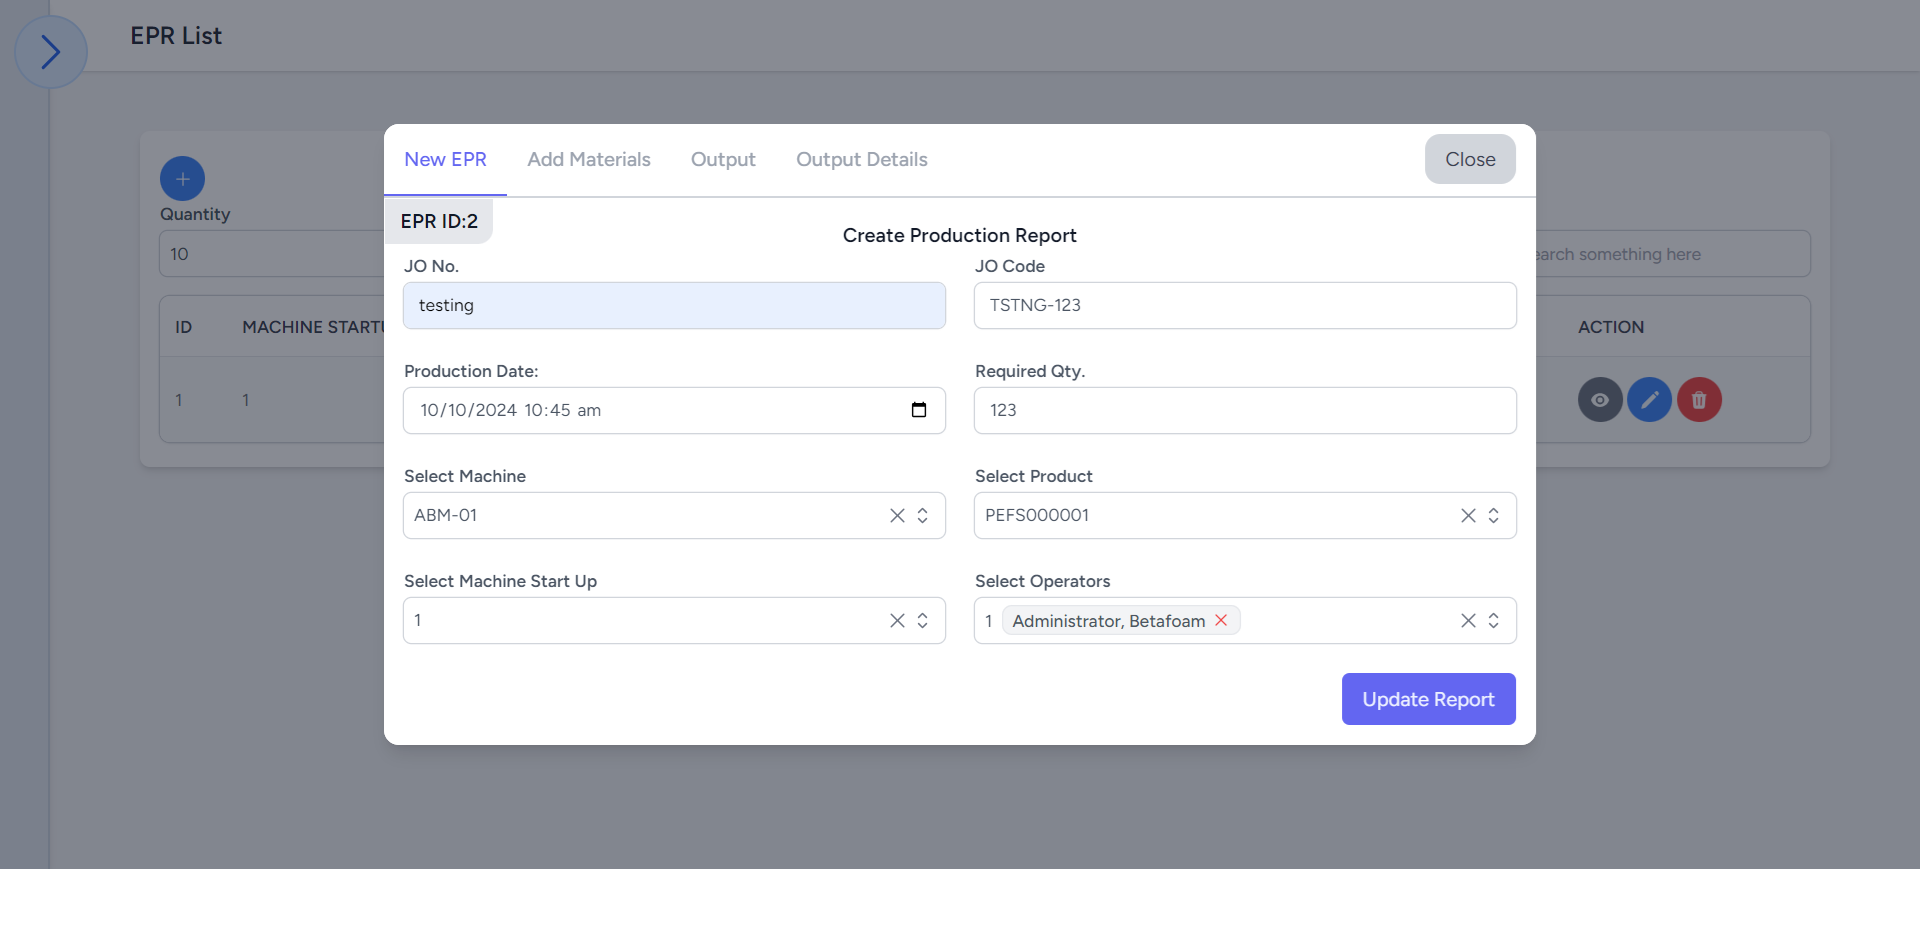 EPR List
New EPR Add Materials Output Output Details Close
EPR ID:2
Create Production Report
JO No. JO Code
testing TSTNG-123
Production Date: Required Qty.
10/10/2024 10:45 am 123
Select Machine Select Product
ABM-01 PEFS000001
Select Machine Start Up Select Operators
1 1 Administrator, Betafoam
Update Report
Quantity
10 earch something here
ID MACHINE STARTU ACTION
1 1